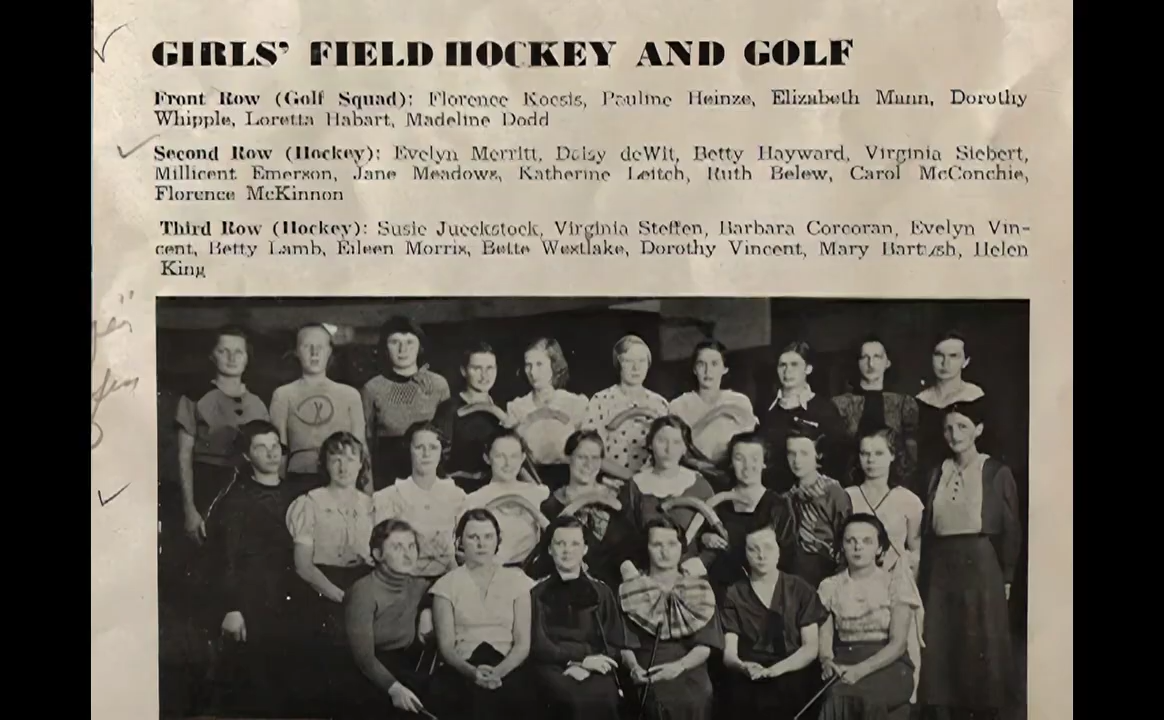 GIRLS' FIELD HOCKEY AND GOLF
Front Row (Golf Squad): Florence Kocsis, Pauline Heinze, Elizabeth Munn, Dorothy
Whipple, Loretta Habart, Madeline Dodd
Second Row (Hockey): Evelyn Merritt, Daisy deWit, Betty Hayward, Virginia Siebert,
Millicent Emerson, Jane Meadows, Katherine Leitch, Ruth Belew, Carol McConchie,
Florence McKinnon
Third Row (Hockey): Susie Jueckstock, Virginia Steffen, Barbara Corcoran, Evelyn Vin-
cent, Betty Lamb, Eileen Morris, Bette Westlake, Dorothy Vincent, Mary Helen
King